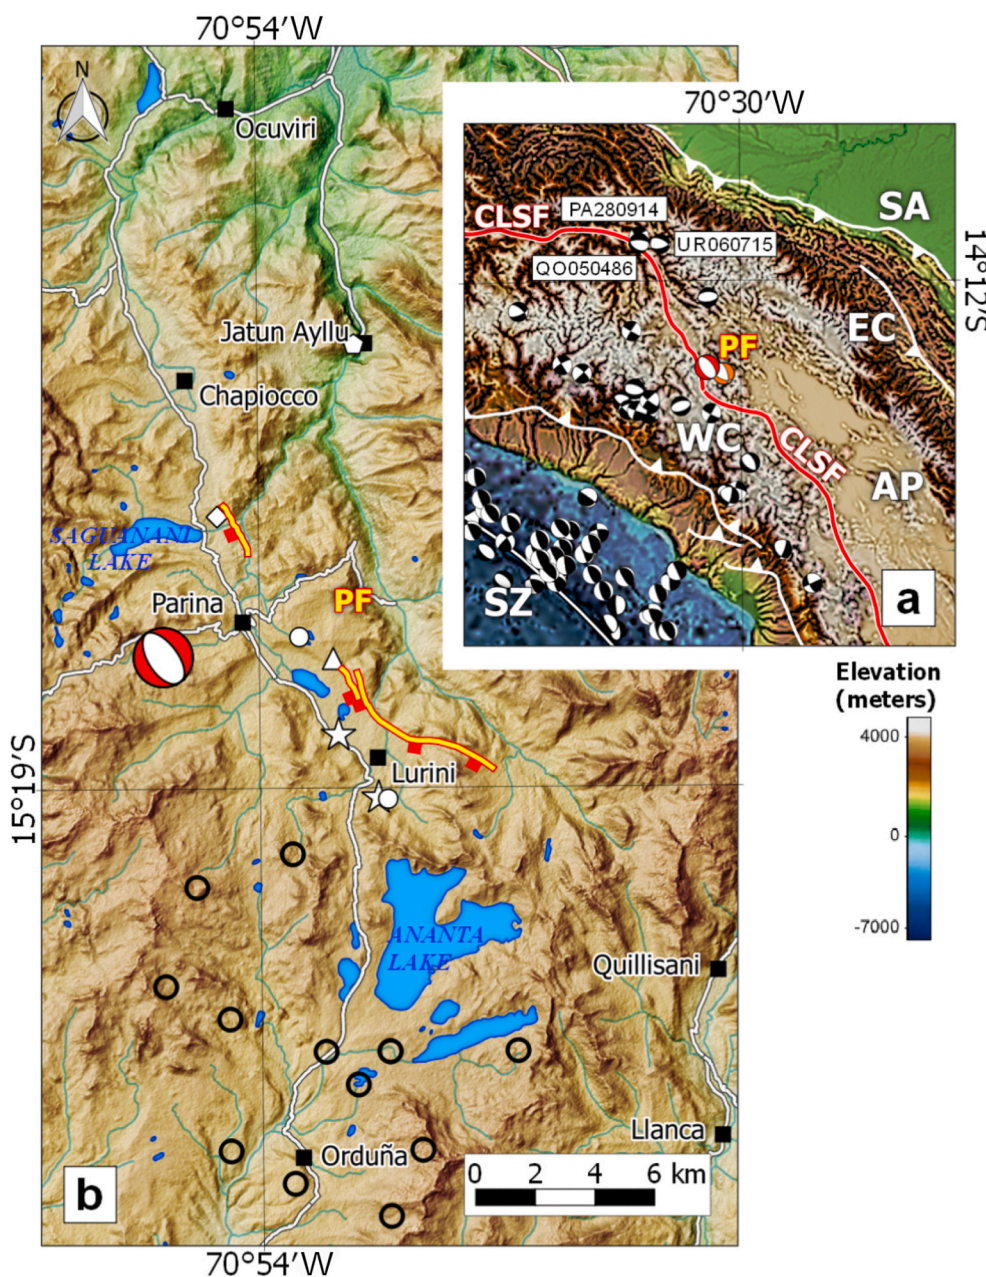 70°54′W
N
Ocuviri
Jatun Ayllu
Chapiocco
SAGUANANI
LAKE
Parina
PF
Lurini
15°19′S
ANANTA
LAKE
Quillisani
Llanca
Orduña
0 2 4 6 km
b
70°54′W
70°30′W
14°12′S
SA
CLSF
PA280914
UR060715
QO050486
EC
PF
WC
CLSF
AP
SZ
a
Elevation
(meters)
4000
0
-7000